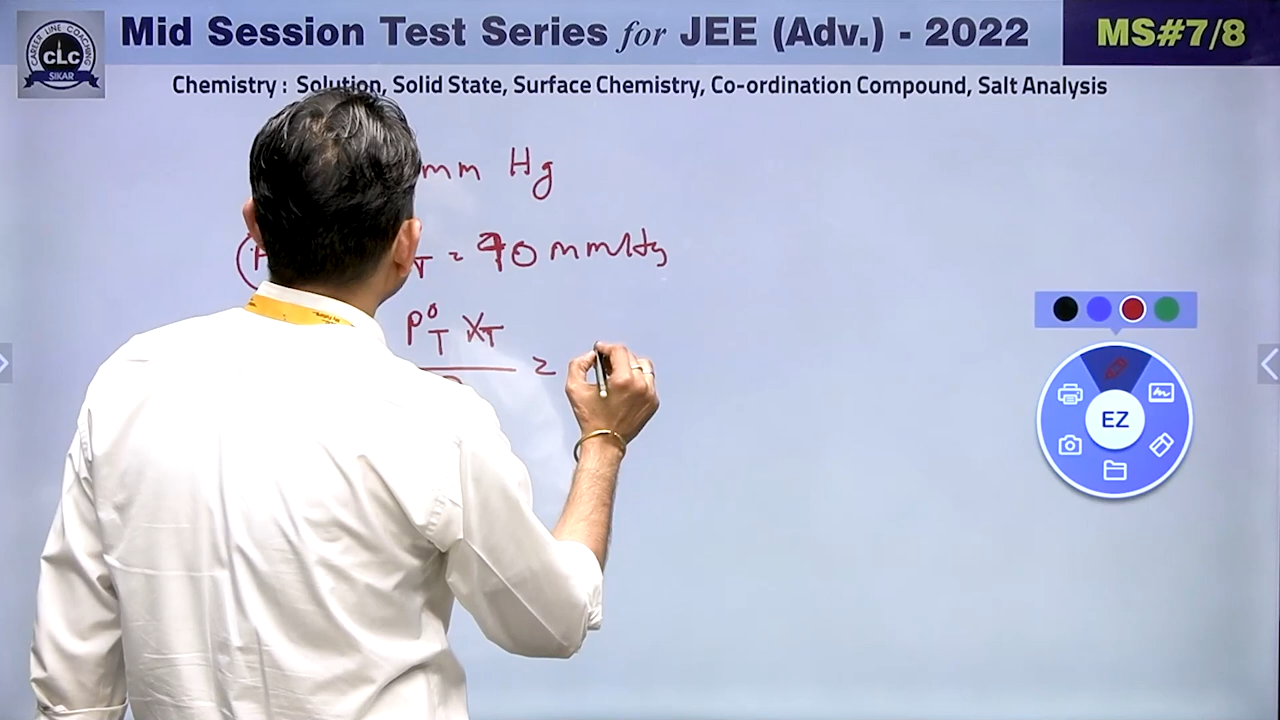 Mid Session Test Series for JEE (Adv.) - 2022
MS#7/8
CAREER LINE COACHING
CLC
SIKAR
Chemistry : Solution, Solid State, Surface Chemistry, Co-ordination Compound, Salt Analysis
mm Hg
T = 90 mmHg
P°T XT
=
EZ